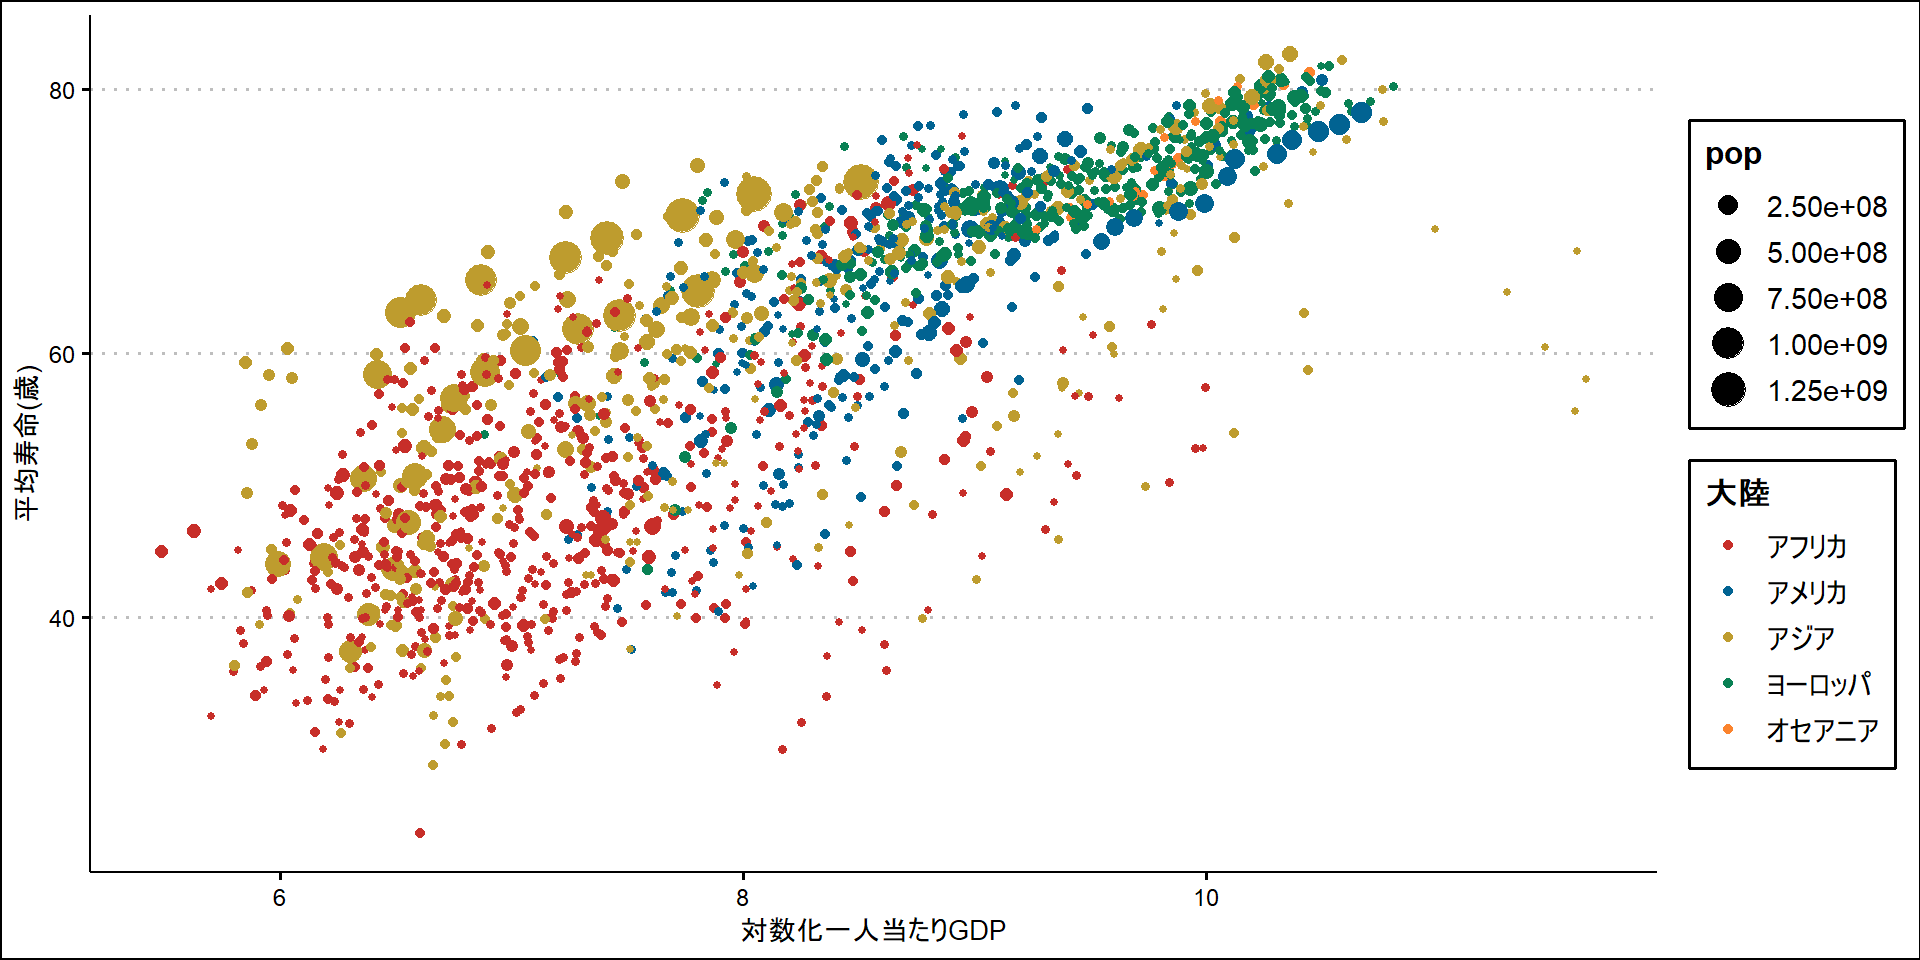 80
60
40
平均寿命(歳)
6
8
10
対数化一人当たりGDP
pop
2.50e+08
5.00e+08
7.50e+08
1.00e+09
1.25e+09
大陸
アフリカ
アメリカ
アジア
ヨーロッパ
オセアニア